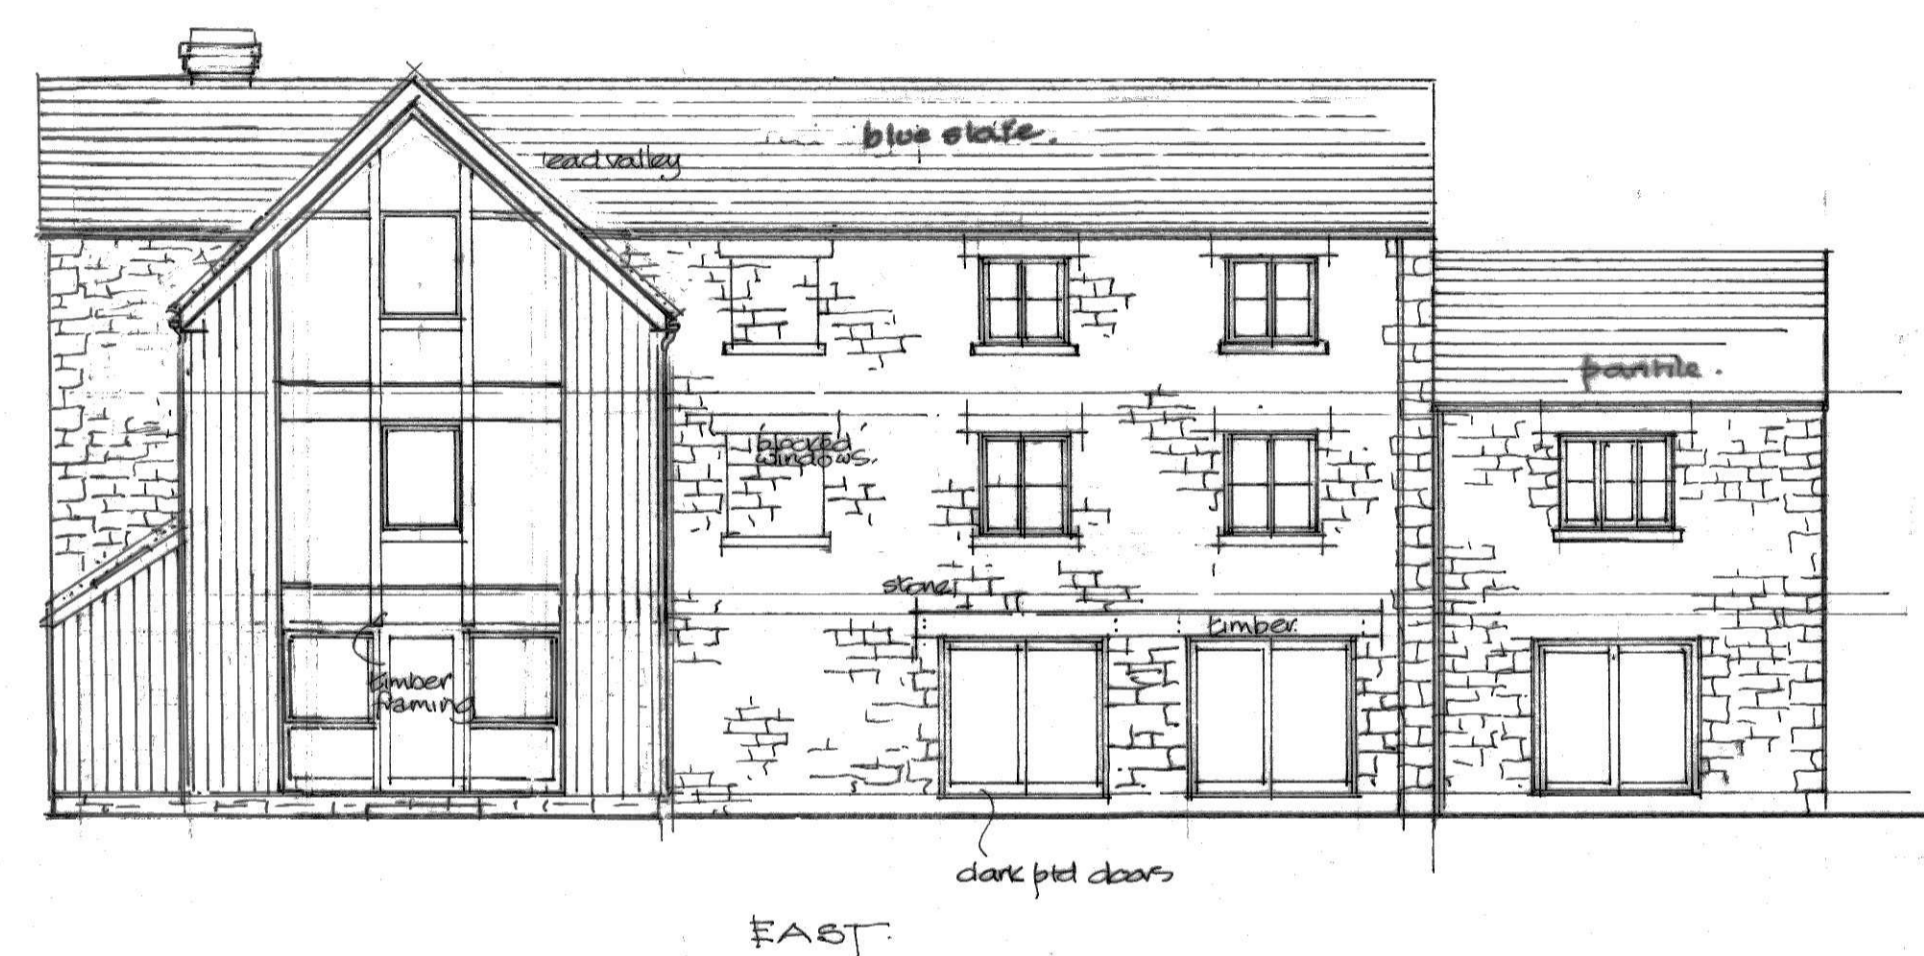 blue slate.
lead valley
pantile.
'blocked'
windows.
stone
timber.
timber
framing
dark ptd doors
EAST.